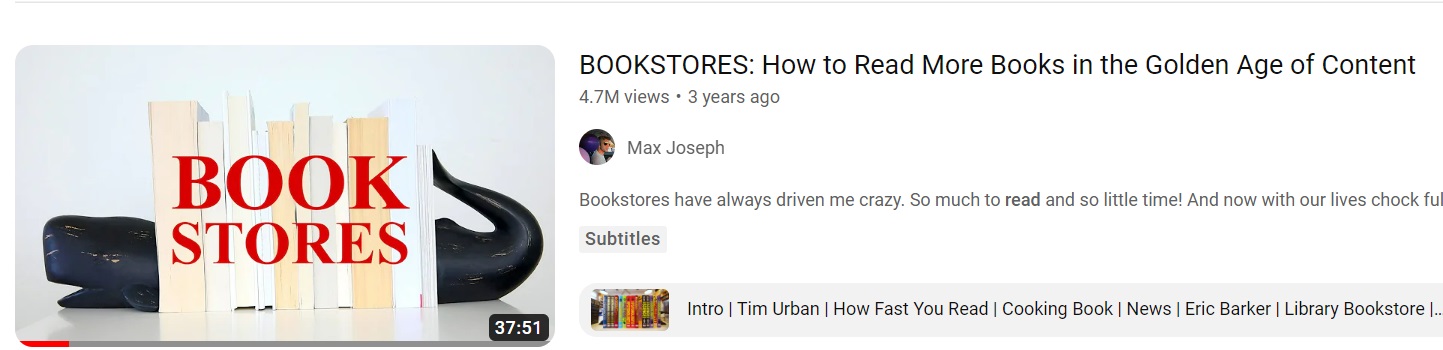 BOOK
STORES
37:51
BOOKSTORES: How to Read More Books in the Golden Age of Content
4.7M views • 3 years ago
Max Joseph
Bookstores have always driven me crazy. So much to read and so little time! And now with our lives chock ful
Subtitles
Intro | Tim Urban | How Fast You Read | Cooking Book | News | Eric Barker | Library Bookstore |...